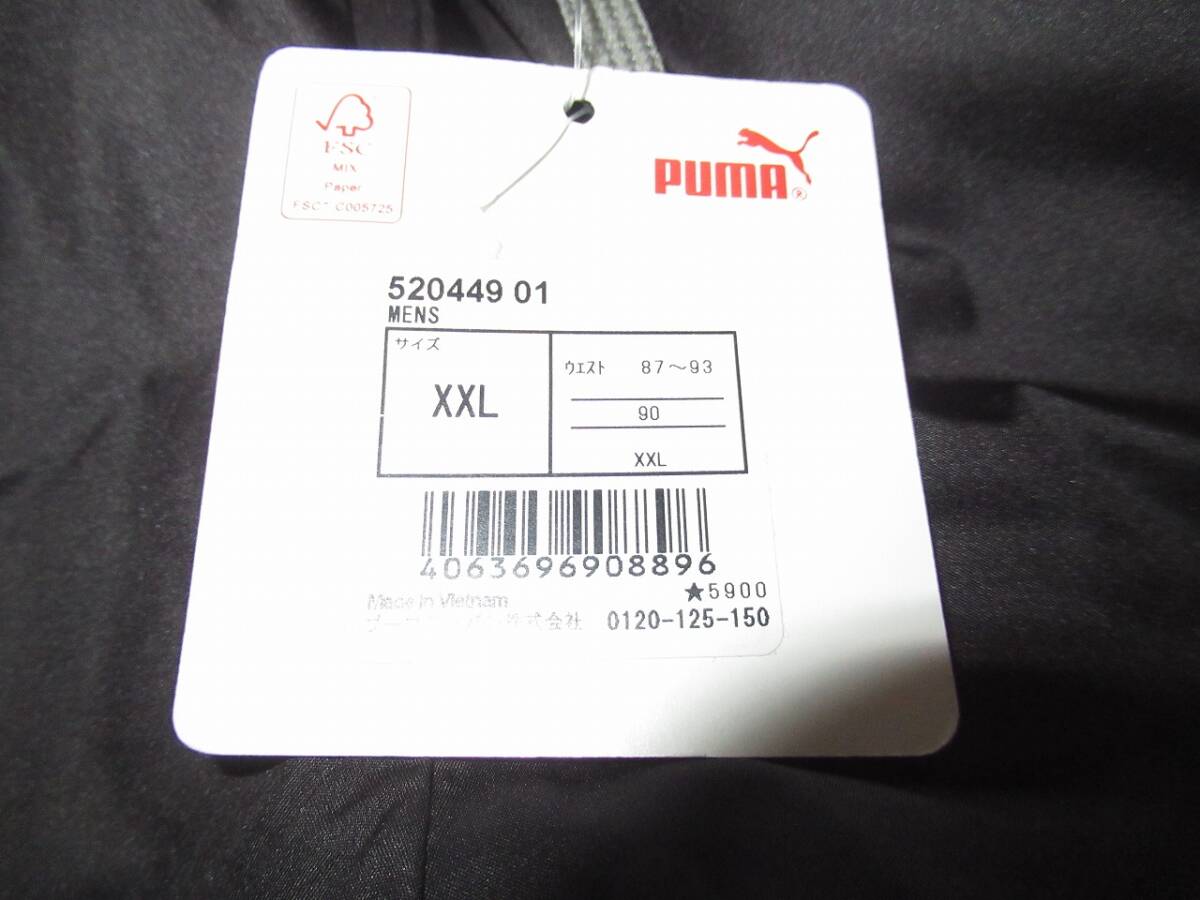 FSC
MIX
Paper
FSC™ C005725
PUMA®
520449 01
MENS
サイズ
XXL
ウエスト 87～93
90
XXL
4063696908896
★5900
Made in Vietnam
株式会社 0120-125-150